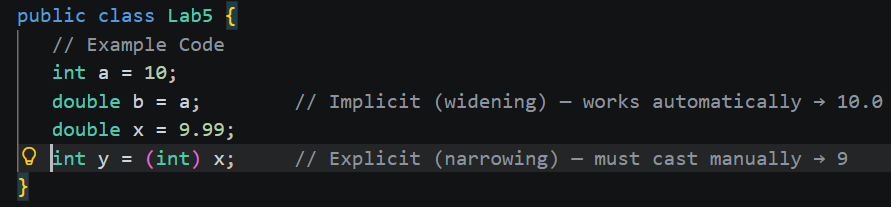 public class Lab5 {
// Example Code
int a = 10;
double b = a; // Implicit (widening) — works automatically → 10.0
double x = 9.99;
int y = (int) x; // Explicit (narrowing) — must cast manually → 9
}